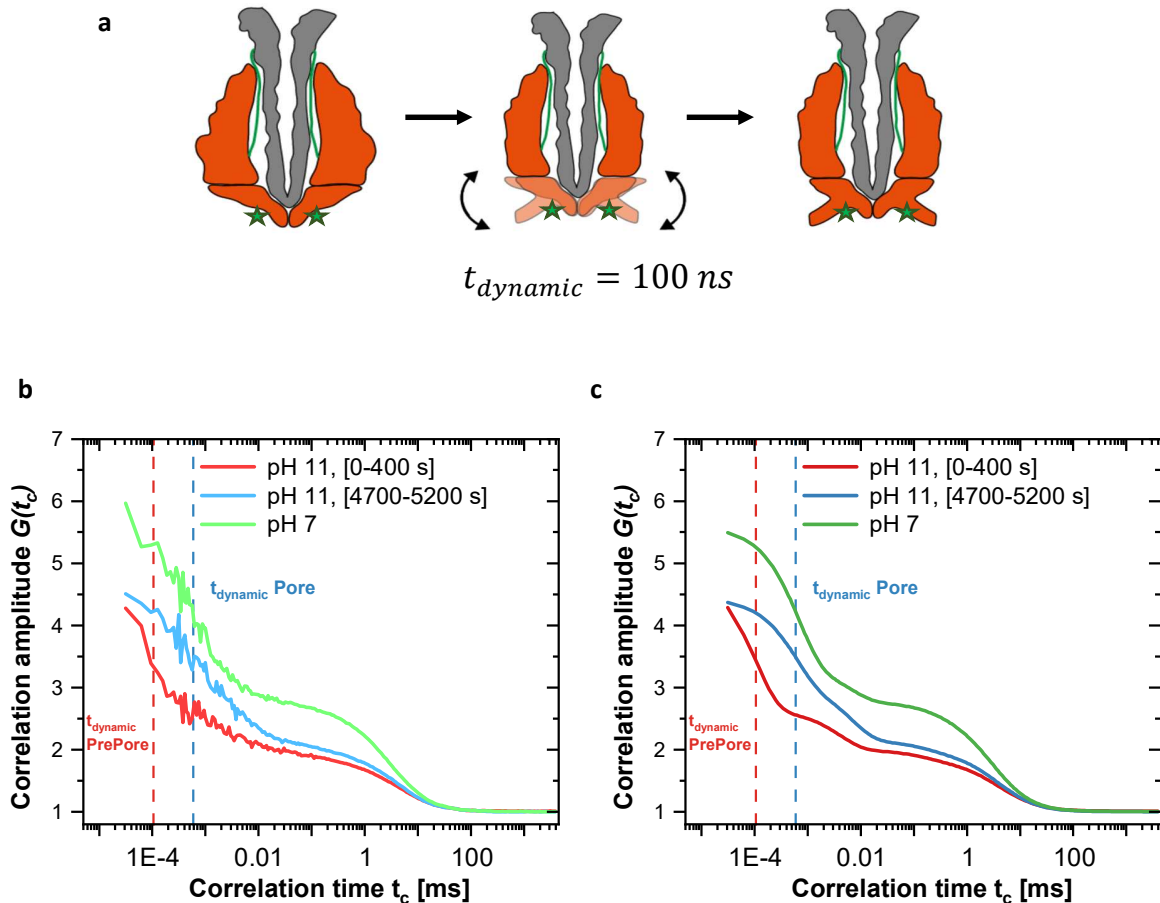 a
t_dynamic = 100 ns
b
7
6
5
4
3
2
1
Correlation amplitude G(t_c)
pH 11, [0-400 s]
pH 11, [4700-5200 s]
pH 7
t_dynamic Pore
t_dynamic
PrePore
1E-4
0.01
1
100
Correlation time t_c [ms]
c
7
6
5
4
3
2
1
Correlation amplitude G(t_c)
pH 11, [0-400 s]
pH 11, [4700-5200 s]
pH 7
t_dynamic Pore
t_dynamic
PrePore
1E-4
0.01
1
100
Correlation time t_c [ms]